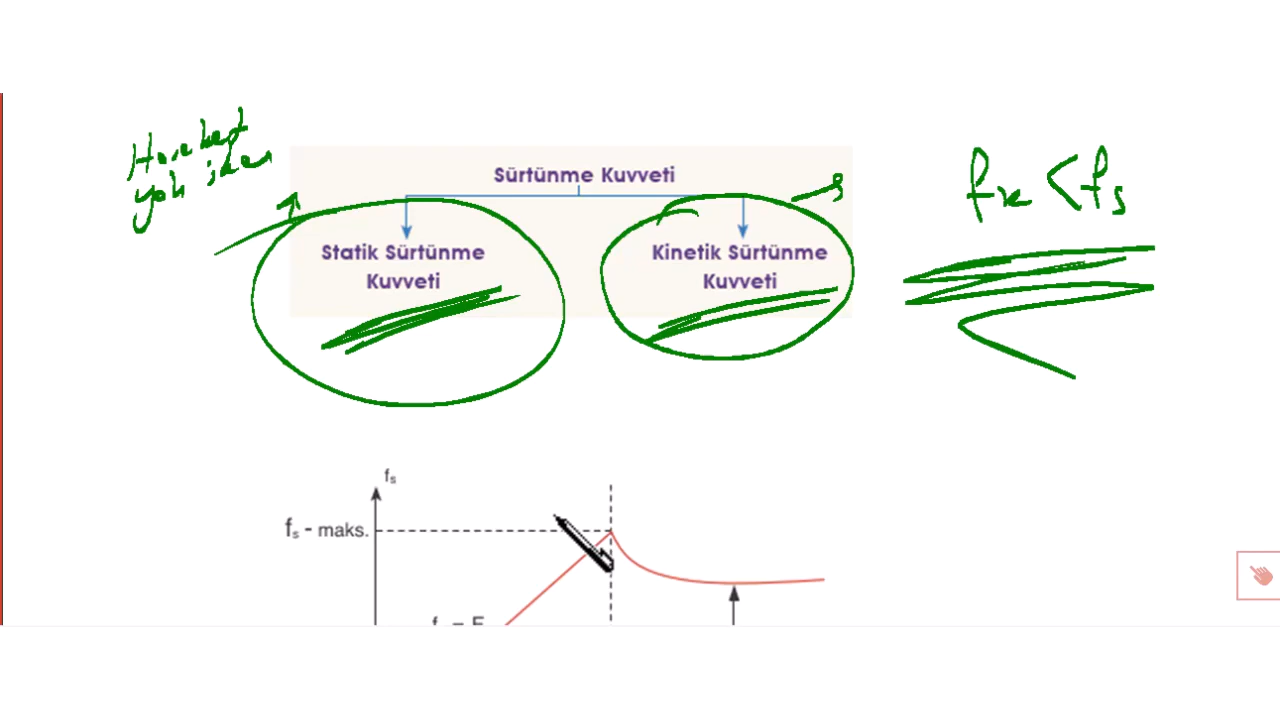 Hareket
yok iken
Sürtünme Kuvveti
Statik Sürtünme
Kuvveti
Kinetik Sürtünme
Kuvveti
fk < fs
fs
fs - maks.